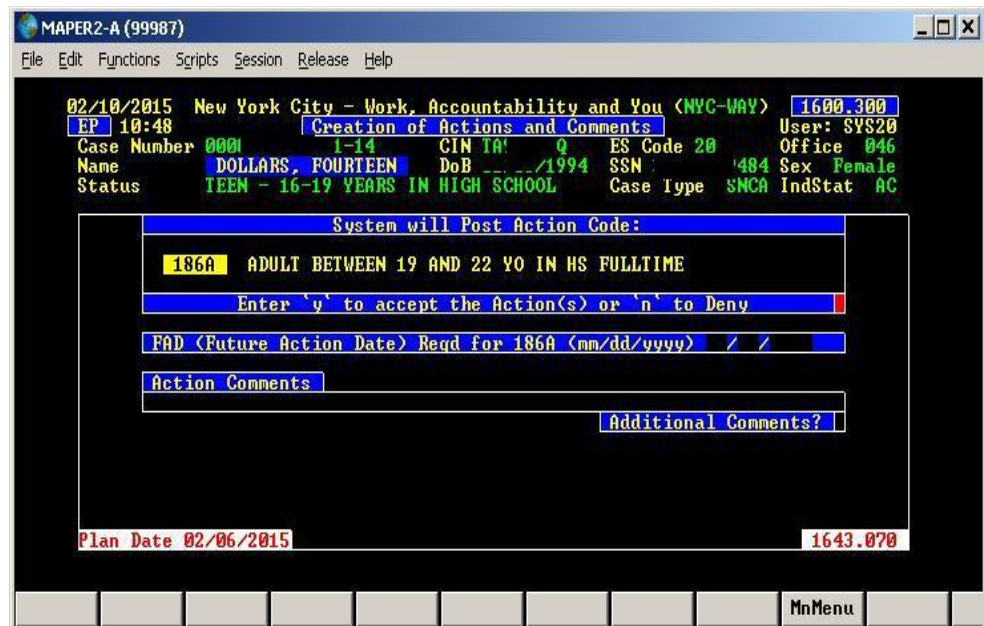 MAPER2-A (99987)
File Edit Functions Scripts Session Release Help
02/10/2015 New York City - Work, Accountability and You (NYC-WAY) 1600.300
EP 10:48 Creation of Actions and Comments User: SYS20
Case Number 000 1-14 CIN TA Q ES Code 20 Office 046
Name DOLLARS, FOURTEEN DoB __ __/1994 SSN 484 Sex Female
Status TEEN - 16-19 YEARS IN HIGH SCHOOL Case Type SNCA IndStat AC
System will Post Action Code:
186A ADULT BETWEEN 19 AND 22 YO IN HS FULLTIME
Enter `y` to accept the Action(s) or `n` to Deny
FAD (Future Action Date) Reqd for 186A (mm/dd/yyyy) / /
Action Comments
Additional Comments?
Plan Date 02/06/2015 1643.070
MnMenu